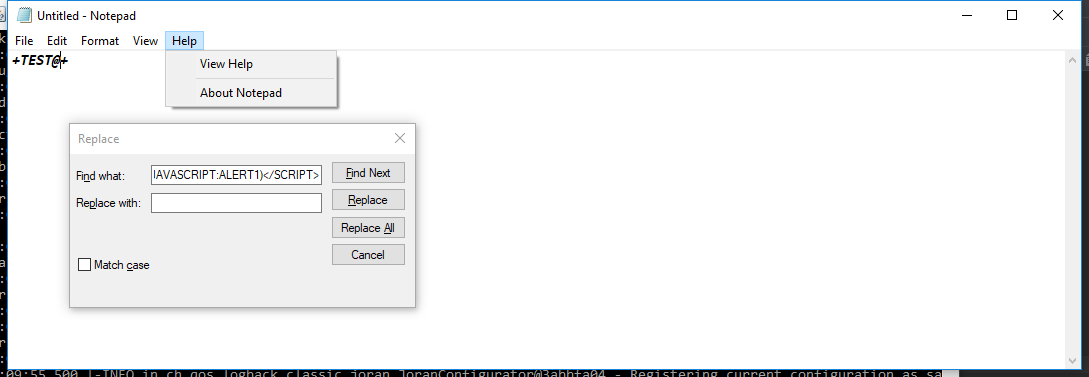 Untitled - Notepad
File Edit Format View Help
+TEST@+
View Help
About Notepad
Replace
Find what: JAVASCRIPT:ALERT1)</SCRIPT> Find Next
Replace with: Replace
Replace All
Cancel
Match case
:09:55,500 |-INFO in ch.qos.logback.classic.joran.JoranConfigurator@3abbfa04 - Registering current configuration as sa